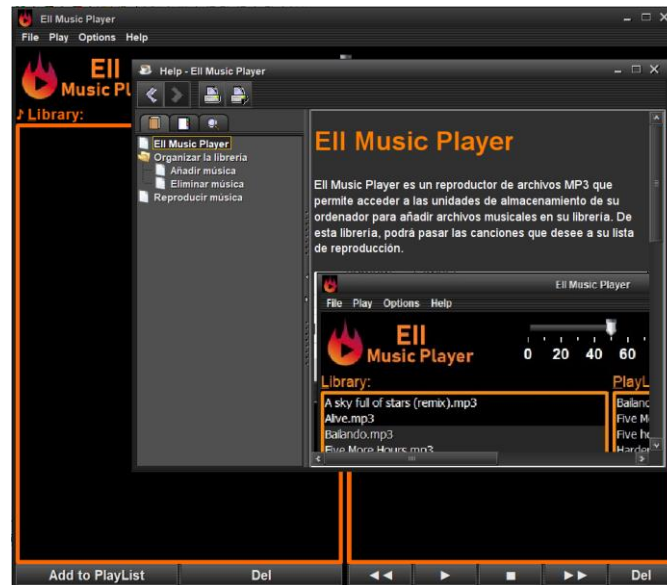 Ell Music Player
File Play Options Help
Ell
Music Pl
♪ Library:
Help - Ell Music Player
Ell Music Player
Organizar la librería
Añadir música
Eliminar música
Reproducir música
Ell Music Player
Ell Music Player es un reproductor de archivos MP3 que
permite acceder a las unidades de almacenamiento de su
ordenador para añadir archivos musicales en su librería. De
esta librería, podrá pasar las canciones que desee a su lista
de reproducción.
Ell Music Player
File Play Options Help
Ell
Music Player
0 20 40 60
Library:
PlayL
A sky full of stars (remix).mp3
Alive.mp3
Bailando.mp3
Five More Hours.mp3
Bailand
Five M
Five ho
Harder
Add to PlayList
Del
◄◄ ► ■ ►► Del